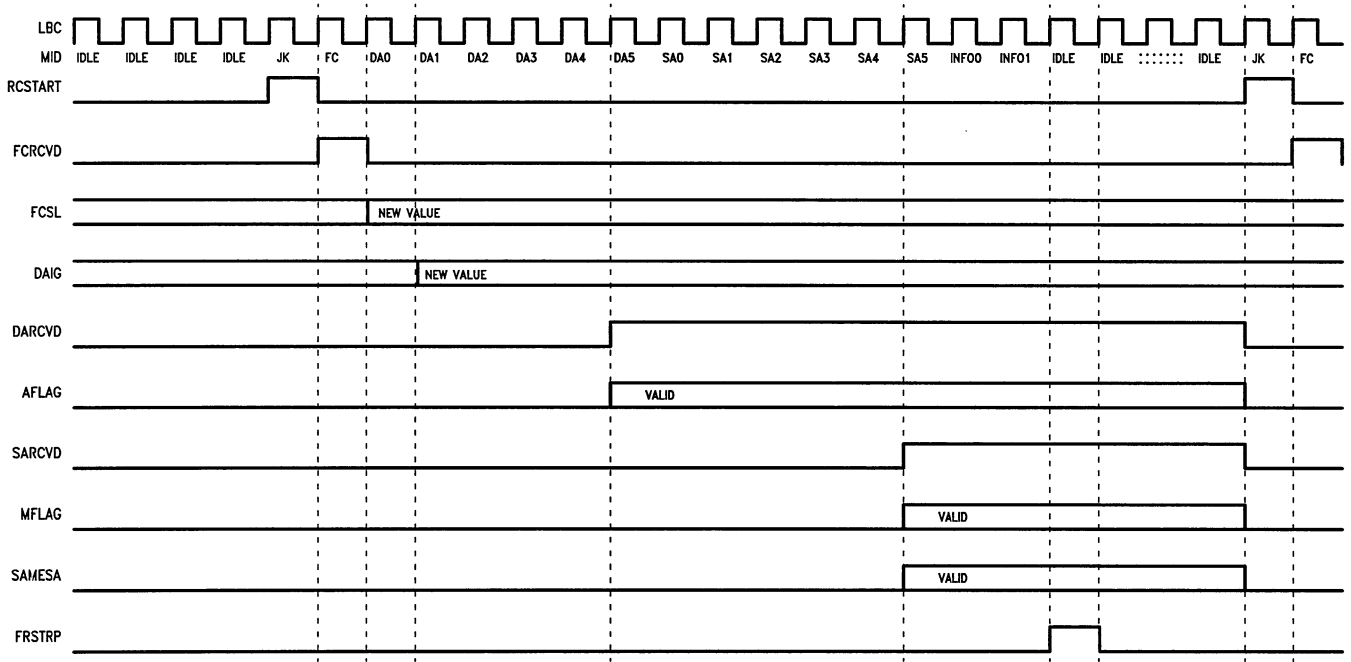 LBC
MID IDLE IDLE IDLE IDLE JK FC DA0 DA1 DA2 DA3 DA4 DA5 SA0 SA1 SA2 SA3 SA4 SA5 INFO0 INFO1 IDLE IDLE IDLE JK FC
RCSTART
FCRCVD
FCSL NEW VALUE
DAIG NEW VALUE
DARCVD
AFLAG VALID
SARCVD
MFLAG VALID
SAMESA VALID
FRSTRP